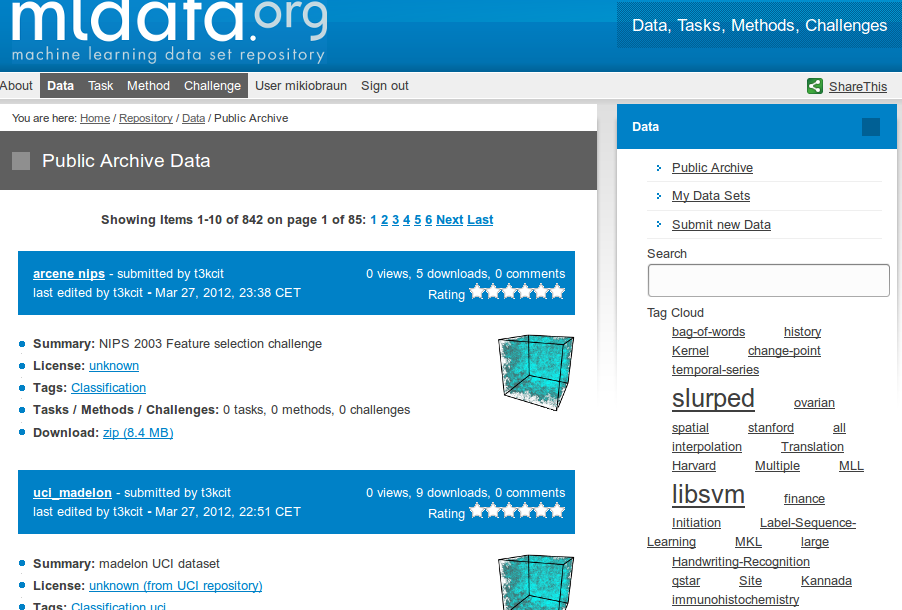 mldata.org
machine learning data set repository
Data, Tasks, Methods, Challenges
About Data Task Method Challenge User mikiobraun Sign out
ShareThis
You are here: Home / Repository / Data / Public Archive
Public Archive Data
Showing Items 1-10 of 842 on page 1 of 85: 1 2 3 4 5 6 Next Last
arcene nips - submitted by t3kcit
0 views, 5 downloads, 0 comments
last edited by t3kcit - Mar 27, 2012, 23:38 CET
Rating
Summary: NIPS 2003 Feature selection challenge
License: unknown
Tags: Classification
Tasks / Methods / Challenges: 0 tasks, 0 methods, 0 challenges
Download: zip (8.4 MB)
uci_madelon - submitted by t3kcit
0 views, 9 downloads, 0 comments
last edited by t3kcit - Mar 27, 2012, 22:51 CET
Rating
Summary: madelon UCI dataset
License: unknown (from UCI repository)
Tags: Classification uci
Data
Public Archive
My Data Sets
Submit new Data
Search
Tag Cloud
bag-of-words history
Kernel change-point
temporal-series
slurped ovarian
spatial stanford all
interpolation Translation
Harvard Multiple MLL
libsvm finance
Initiation Label-Sequence-
Learning MKL large
Handwriting-Recognition
qstar Site Kannada
immunohistochemistry